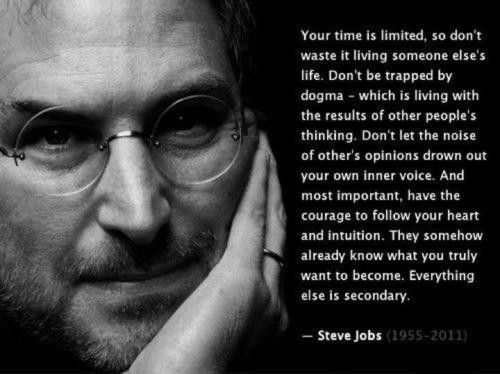 Your time is limited, so don't
waste it living someone else's
life. Don't be trapped by
dogma – which is living with
the results of other people's
thinking. Don't let the noise
of other's opinions drown out
your own inner voice. And
most important, have the
courage to follow your heart
and intuition. They somehow
already know what you truly
want to become. Everything
else is secondary.
— Steve Jobs (1955–2011)